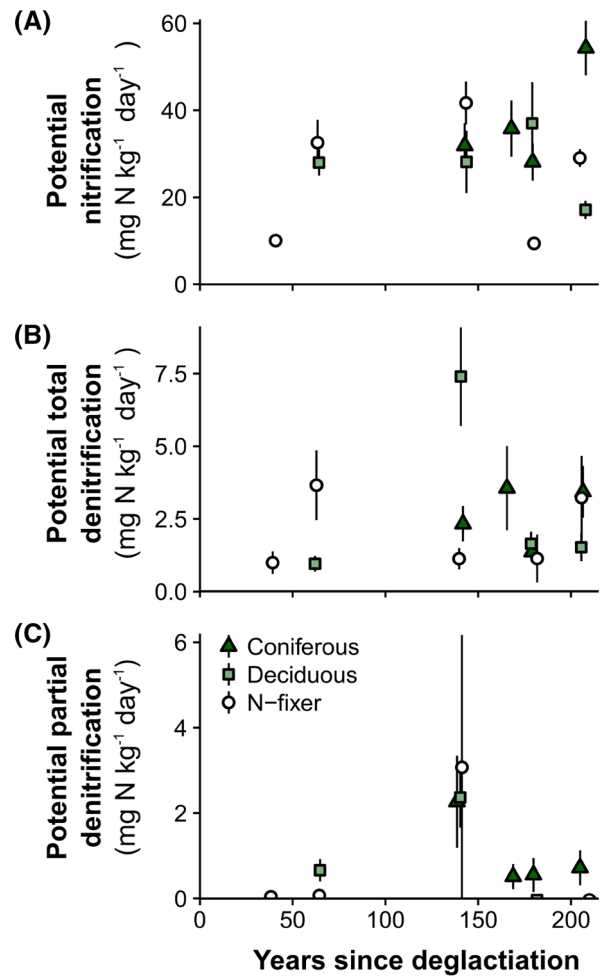 (A)
Potential
nitrification
(mg N kg⁻¹ day⁻¹ )
60
40
20
0
(B)
Potential total
denitrification
(mg N kg⁻¹ day⁻¹ )
7.5
5.0
2.5
0.0
(C)
Potential partial
denitrification
(mg N kg⁻¹ day⁻¹)
6
4
2
0
Coniferous
Deciduous
N−fixer
0 50 100 150 200
Years since deglactiation